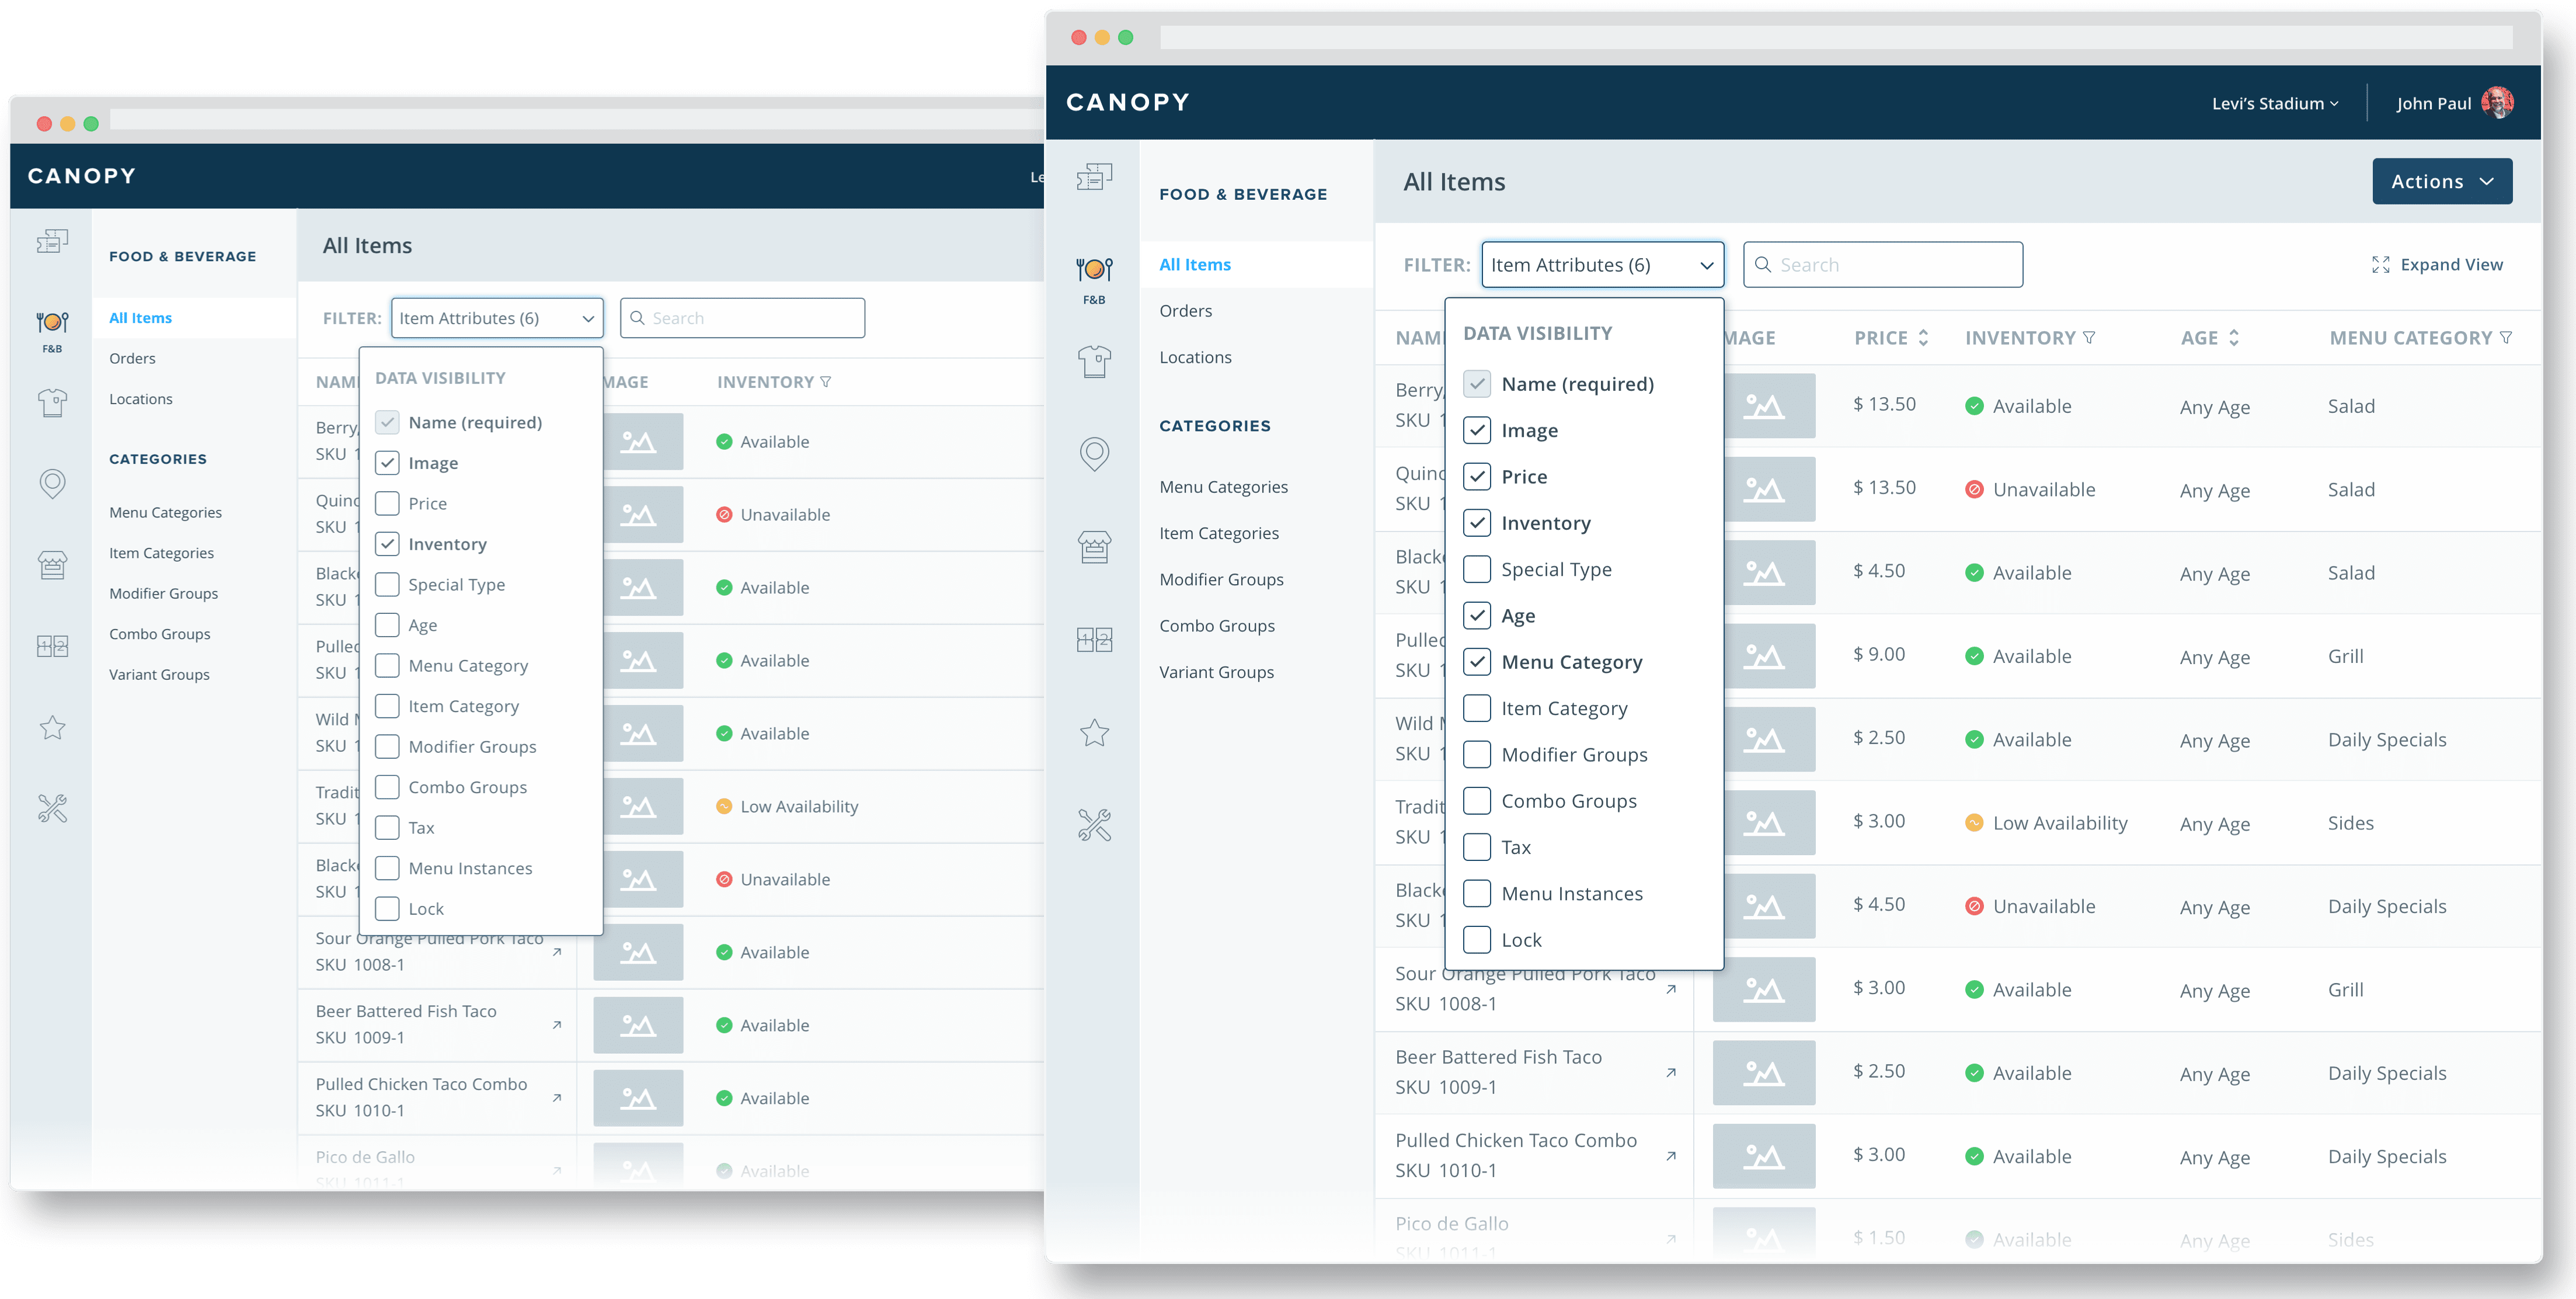 CANOPY
Le
FOOD & BEVERAGE
All Items
Orders
Locations
CATEGORIES
Menu Categories
Item Categories
Modifier Groups
Combo Groups
Variant Groups
F&B
All Items
FILTER: Item Attributes (6) Search
NAM MAGE INVENTORY
DATA VISIBILITY
Name (required)
Image
Price
Inventory
Special Type
Age
Menu Category
Item Category
Modifier Groups
Combo Groups
Tax
Menu Instances
Lock
Berry,
SKU 1
Available
Quinc
SKU 1
Unavailable
Black
SKU 1
Available
Pulled
SKU 1
Available
Wild
SKU 1
Available
Tradit
SKU 1
Low Availability
Black
SKU 1
Unavailable
Sour Orange Pulled Pork Taco
SKU 1008-1
Available
Beer Battered Fish Taco
SKU 1009-1
Available
Pulled Chicken Taco Combo
SKU 1010-1
Available
Pico de Gallo
SKU 1011-1
Available
CANOPY
Levi's Stadium
John Paul
FOOD & BEVERAGE
All Items
Orders
Locations
CATEGORIES
Menu Categories
Item Categories
Modifier Groups
Combo Groups
Variant Groups
F&B
All Items
Actions
FILTER: Item Attributes (6) Search
Expand View
NAM MAGE PRICE INVENTORY AGE MENU CATEGORY
DATA VISIBILITY
Name (required)
Image
Price
Inventory
Special Type
Age
Menu Category
Item Category
Modifier Groups
Combo Groups
Tax
Menu Instances
Lock
Berry,
SKU 1
$ 13.50 Available Any Age Salad
Quinc
SKU 1
$ 13.50 Unavailable Any Age Salad
Black
SKU 1
$ 4.50 Available Any Age Salad
Pulled
SKU 1
$ 9.00 Available Any Age Grill
Wild
SKU 1
$ 2.50 Available Any Age Daily Specials
Tradit
SKU 1
$ 3.00 Low Availability Any Age Sides
Black
SKU 1
$ 4.50 Unavailable Any Age Daily Specials
Sour Orange Pulled Pork Taco
SKU 1008-1
$ 3.00 Available Any Age Grill
Beer Battered Fish Taco
SKU 1009-1
$ 2.50 Available Any Age Daily Specials
Pulled Chicken Taco Combo
SKU 1010-1
$ 3.00 Available Any Age Daily Specials
Pico de Gallo
SKU 1011-1
$ 1.50 Available Any Age Sides